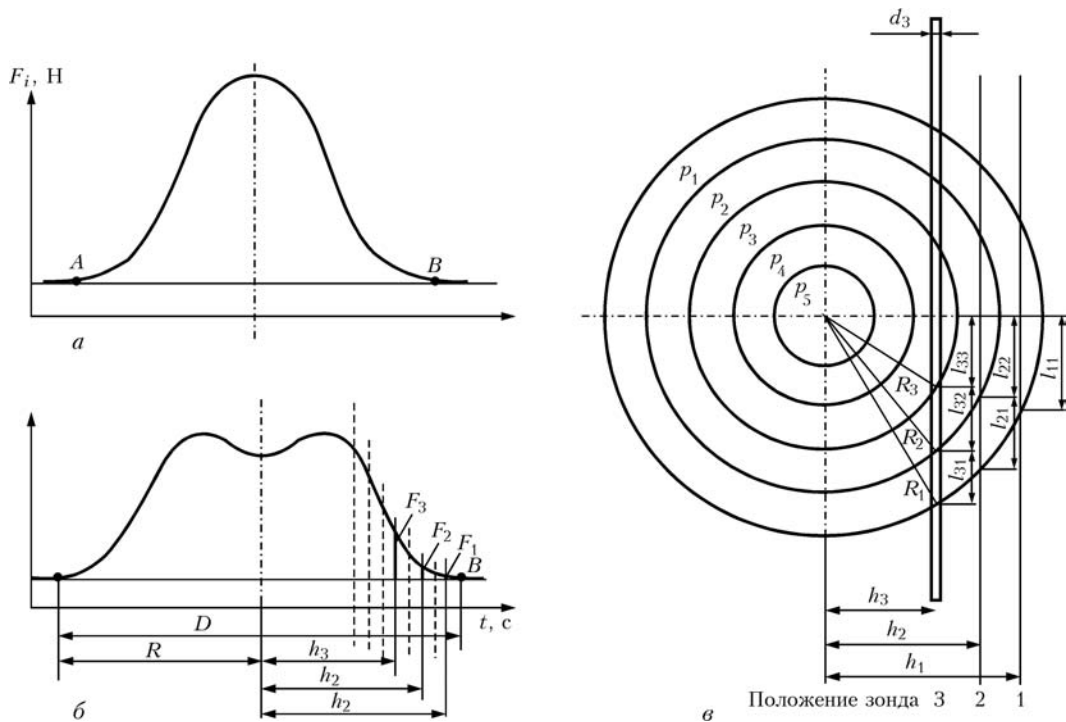 F_i, Н
A
B
а
F_3
F_2
F_1
B
D
t, с
R
h_3
h_2
h_2
б
d_3
p_1
p_2
p_3
p_4
p_5
R_3
R_2
R_1
l_33
l_32
l_31
l_22
l_21
l_11
h_3
h_2
h_1
Положение зонда 3 2 1
в